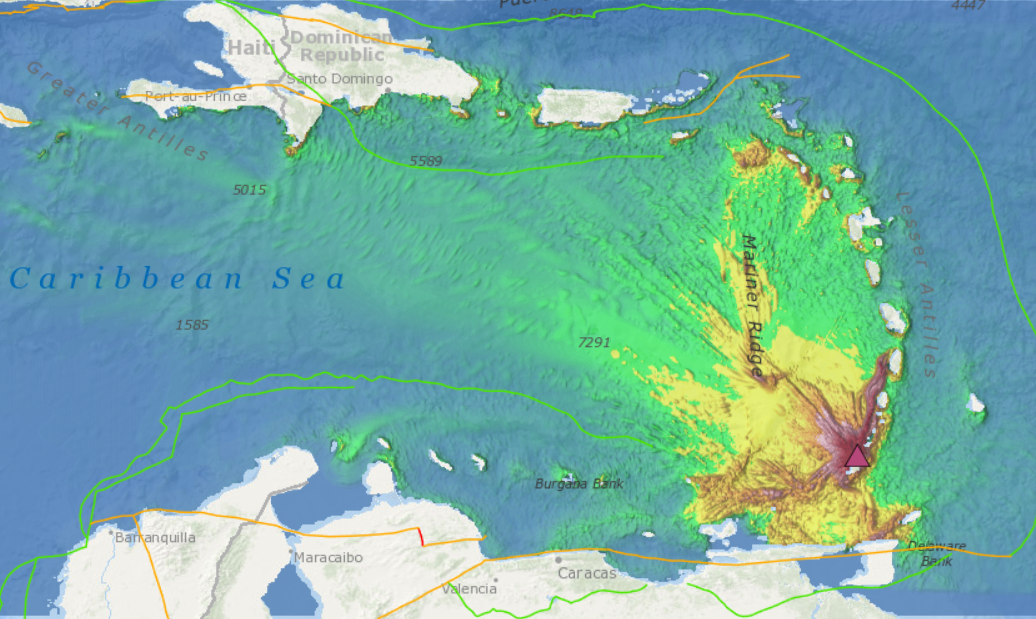 4447
Haiti
Dominican
Republic
Santo Domingo
Port-au-Prince
Greater Antilles
5589
5015
Lesser Antilles
Mariner Ridge
Caribbean Sea
1585
7291
Burgana Bank
Barranquilla
Maracaibo
Caracas
Valencia
Delaware
Bank